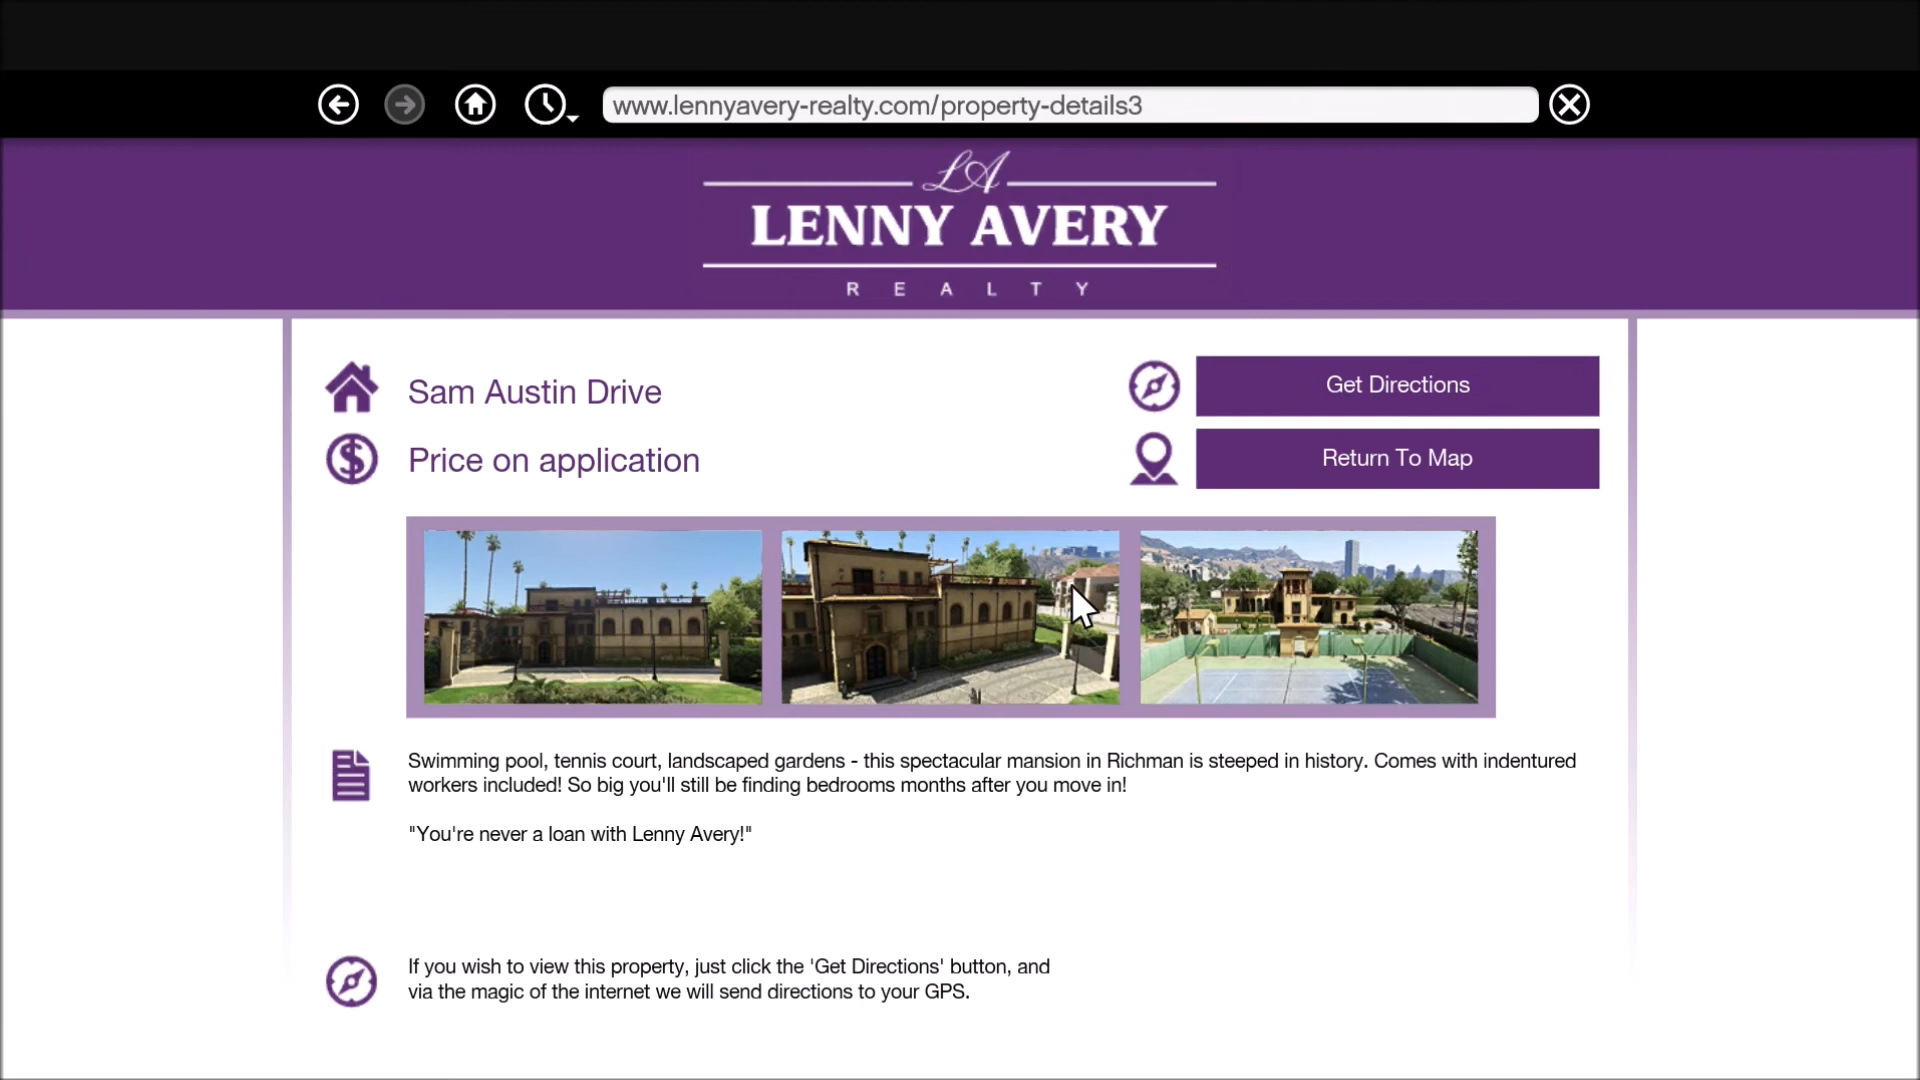 www.lennyavery-realty.com/property-details3
LA
LENNY AVERY
REALTY
Sam Austin Drive
Get Directions
Price on application
Return To Map
Swimming pool, tennis court, landscaped gardens - this spectacular mansion in Richman is steeped in history. Comes with indentured
workers included! So big you'll still be finding bedrooms months after you move in!
"You're never a loan with Lenny Avery!"
If you wish to view this property, just click the 'Get Directions' button, and
via the magic of the internet we will send directions to your GPS.